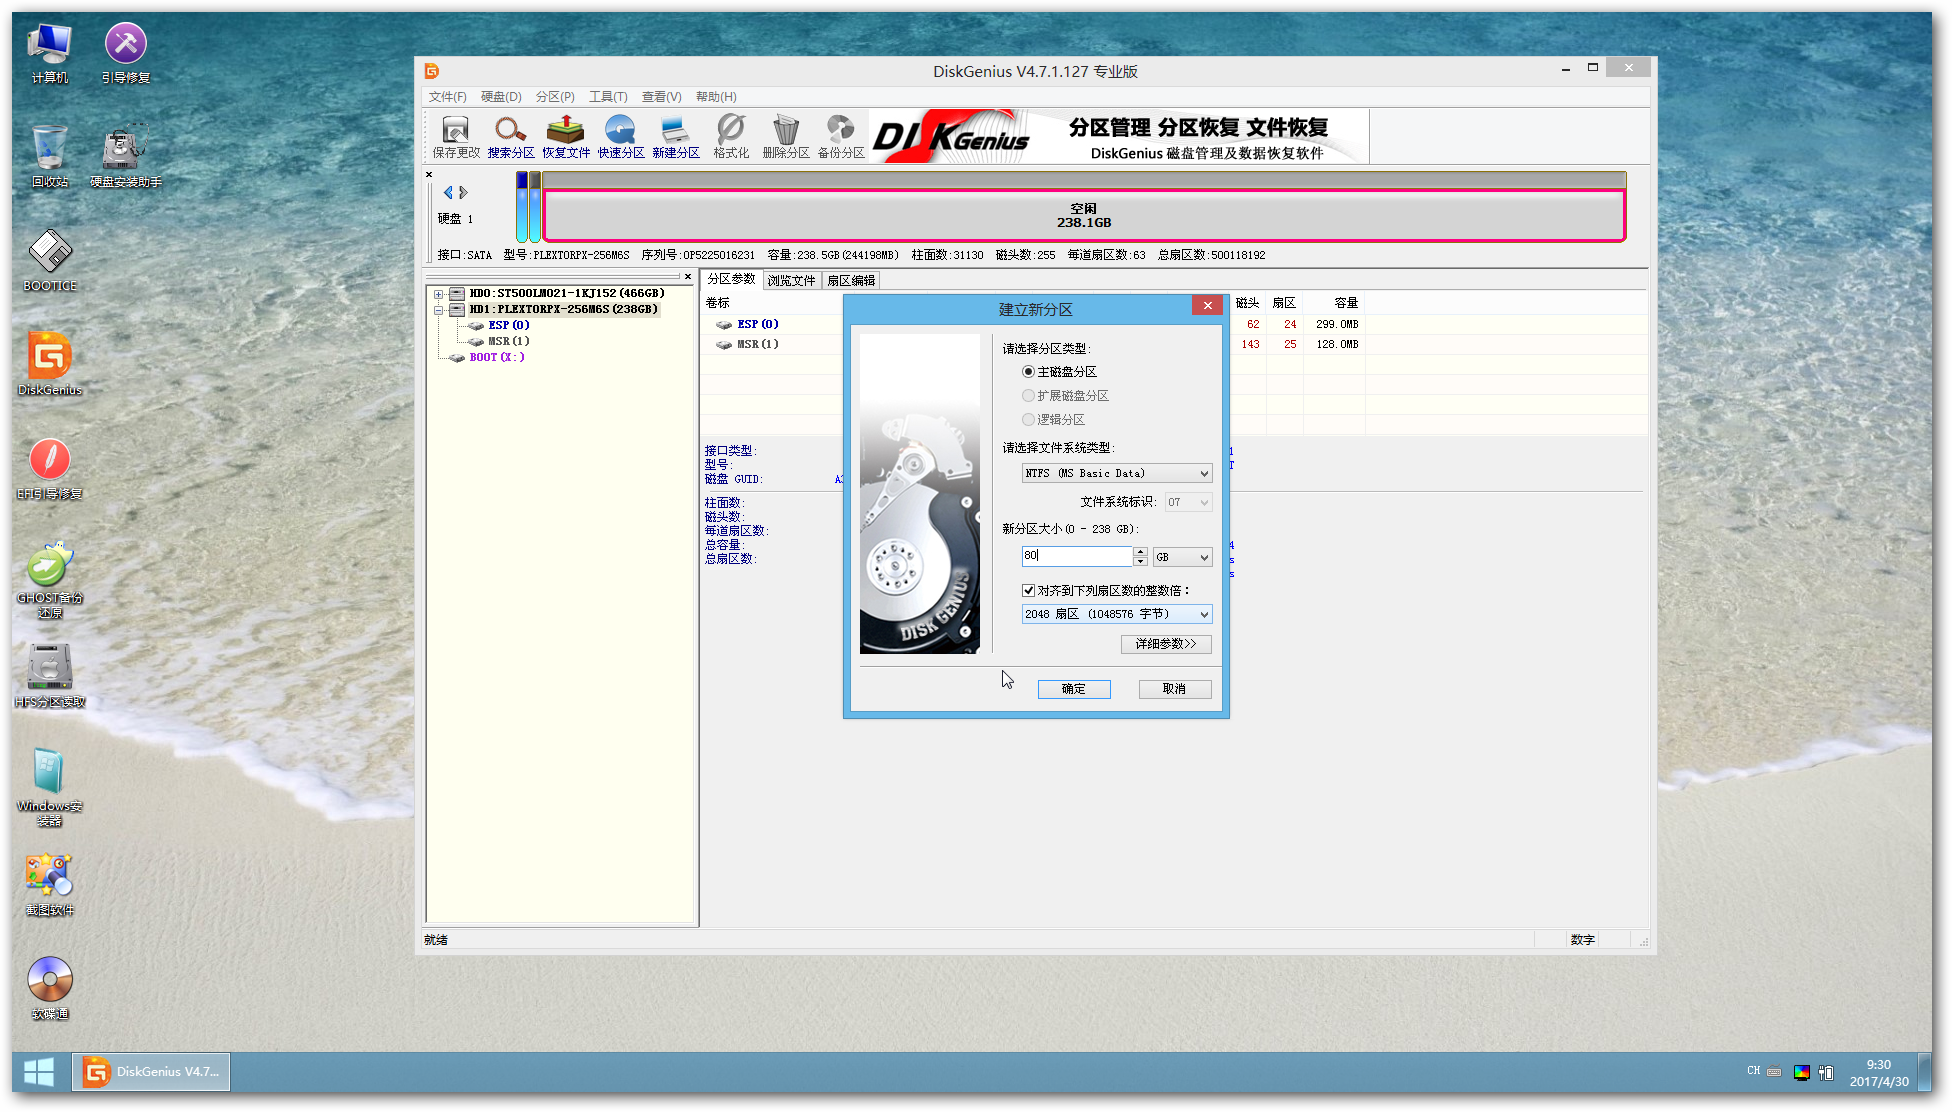 计算机
引导修复
回收站
硬盘安装助手
BOOTICE
DiskGenius
EFI引导修复
GHOST备份
还原
HFS分区读取
Windows安
装器
截图软件
软碟通
DiskGenius V4.7.1.127 专业版
文件(F) 硬盘(D) 分区(P) 工具(T) 查看(V) 帮助(H)
保存更改 搜索分区 恢复文件 快速分区 新建分区 格式化 删除分区 备份分区
DISKGENIUS
分区管理 分区恢复 文件恢复
DiskGenius 磁盘管理及数据恢复软件
硬盘 1
空闲
238.1GB
接口:SATA 型号:PLEXTORPX-256M6S 序列号:0P5225016231 容量:238.5GB(244198MB) 柱面数:31130 磁头数:255 每道扇区数:63 总扇区数:500118192
HD0:ST500LM021-1KJ152(466GB)
HD1:PLEXTORPX-256M6S(238GB)
ESP(0)
MSR(1)
BOOT(X:)
分区参数 浏览文件 扇区编辑
卷标 磁头 扇区 容量
ESP(0) 62 24 299.0MB
MSR(1) 143 25 128.0MB
接口类型:
型号:
磁盘 GUID:
柱面数:
磁头数:
每道扇区数:
总容量:
总扇区数:
建立新分区
请选择分区类型:
主磁盘分区
扩展磁盘分区
逻辑分区
请选择文件系统类型:
NTFS (MS Basic Data)
文件系统标识: 07
新分区大小(0 - 238 GB):
80 GB
对齐到下列扇区数的整数倍：
2048 扇区 (1048576 字节)
详细参数>>
DISK GENIUS
确定 取消
就绪 数字
DiskGenius V4.7...
CH
9:30
2017/4/30